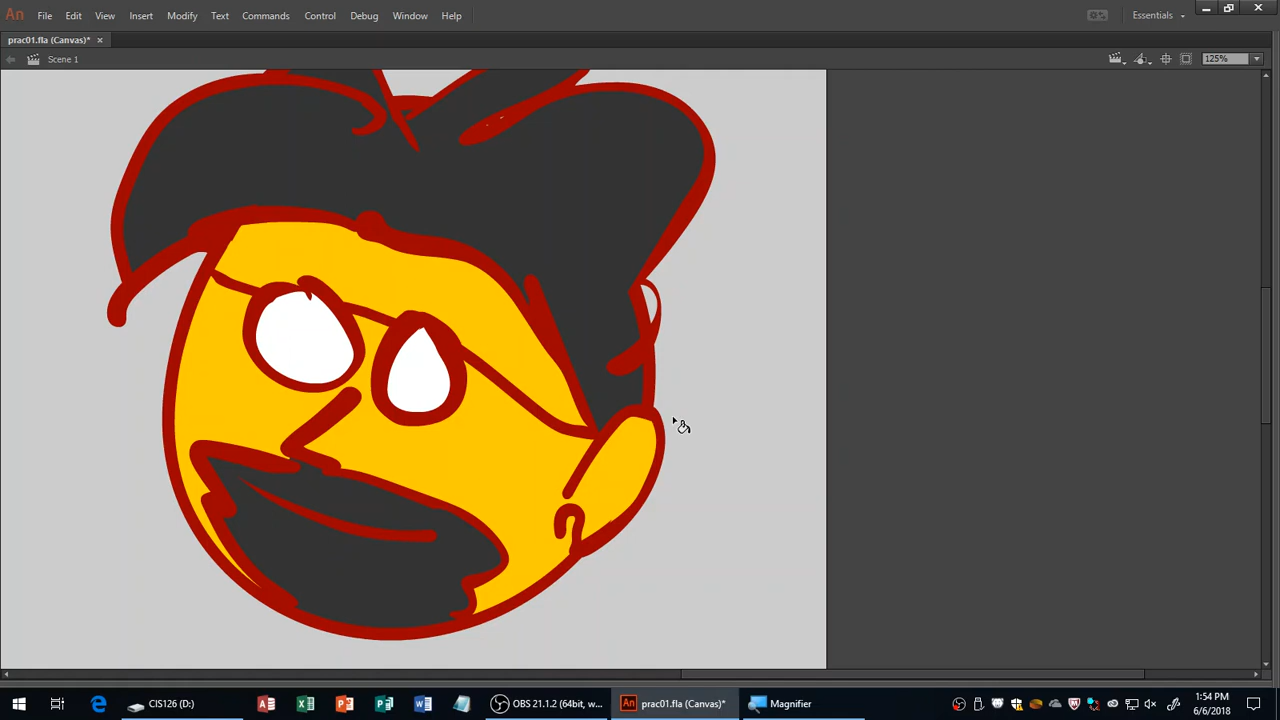 An File Edit View Insert Modify Text Commands Control Debug Window Help Essentials
prac01.fla (Canvas)* ×
Scene 1 125%
CIS126 (D:) OBS 21.1.2 (64bit, w... An prac01.fla (Canvas)* Magnifier 1:54 PM
6/6/2018